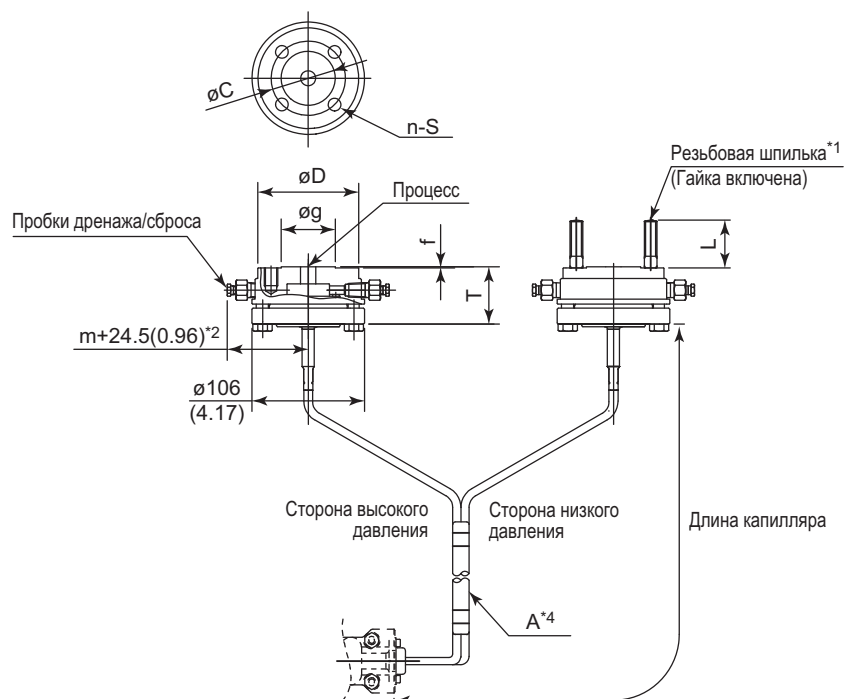 øC
n-S
Резьбовая шпилька*1
(Гайка включена)
øD
Процесс
Пробки дренажа/сброса
øg
f
L
T
m+24.5(0.96)*2
ø106
(4.17)
Сторона высокого
давления
Сторона низкого
давления
Длина капилляра
A*4